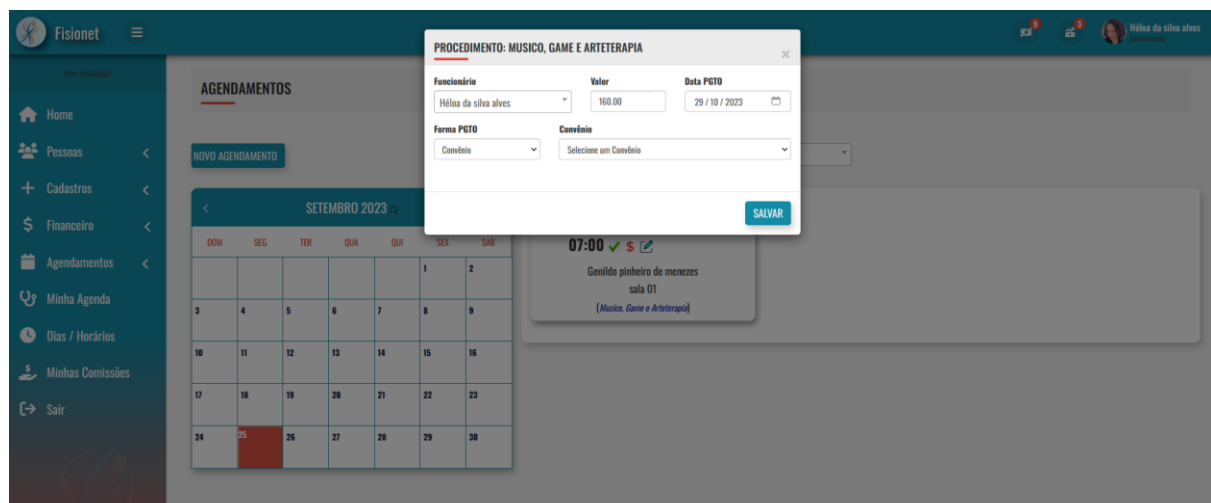 Fisionet
9
3
Héloa da silva alves
Home
Pessoas
Cadastros
Financeiro
Agendamentos
Minha Agenda
Dias / Horários
Minhas Comissões
Sair
AGENDAMENTOS
NOVO AGENDAMENTO
PROCEDIMENTO: MUSICO, GAME E ARTETERAPIA
×
Funcionário Valor Data PGTO
Héloa da silva alves 160.00 29 / 10 / 2023
Forma PGTO Convênio
Convênio Selecione um Convênio
SALVAR
SETEMBRO 2023
DOM SEG TER QUA QUI SEX SÁB
1 2
3 4 5 6 7 8 9
10 11 12 13 14 15 16
17 18 19 20 21 22 23
24 25 26 27 28 29 30
07:00 $
Genildo pinheiro de menezes
sala 01
(Musico, Game e Arteterapia)